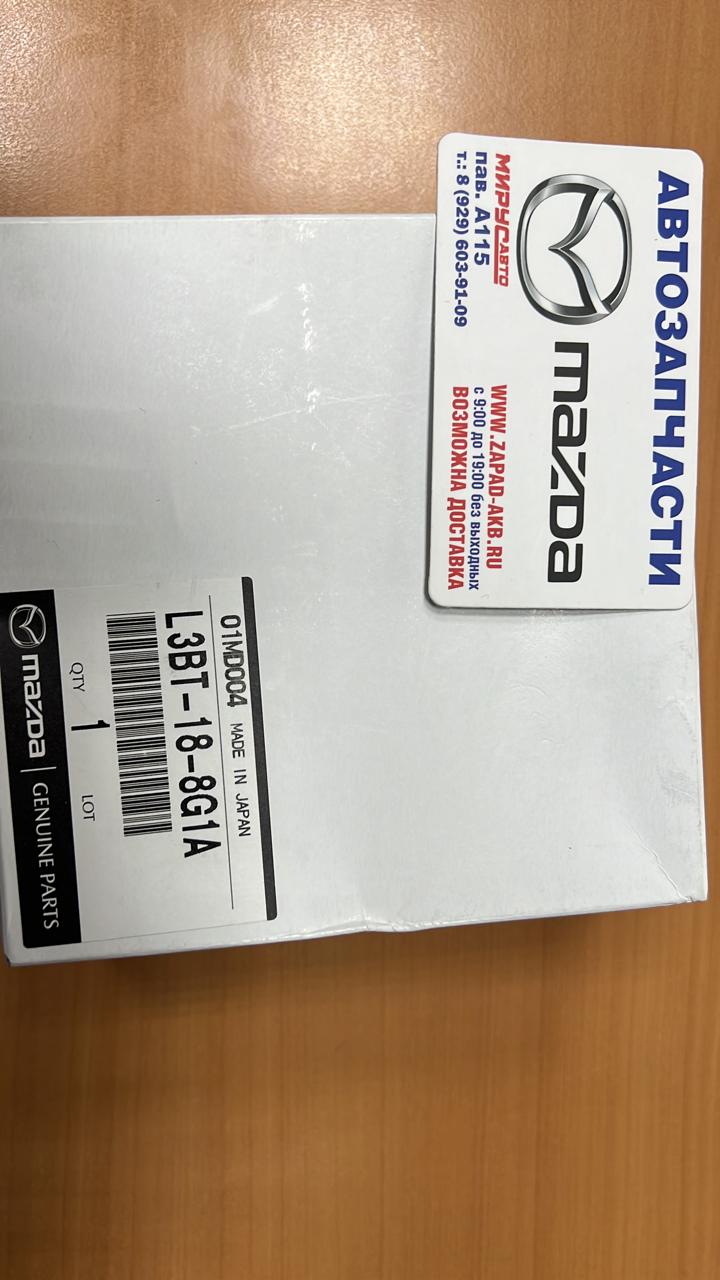 АВТОЗАПЧАСТИ
mazda
МИРУСАВТО
пав. А115
т.: 8 (929) 603-91-09
WWW.ZAPAD-AKB.RU
с 9:00 до 19:00 без выходных
ВОЗМОЖНА ДОСТАВКА
01MD004 MADE IN JAPAN
L3BT-18-8G1A
QTY 1 LOT
mazda | GENUINE PARTS